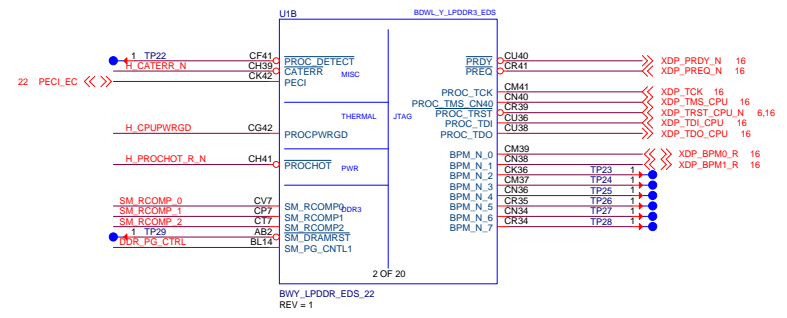 U1B BDWL_Y_LPDDR3_EDS
1 TP22 CF41 PROC_DETECT PRDY CU40 XDP_PRDY_N 16
H_CATERR_N CH39 CATERR MISC PREQ CR41 XDP_PREQ_N 16
22 PECI_EC CK42 PECI
PROC_TCK CM41 XDP_TCK 16
PROC_TMS_CN40 CN40 XDP_TMS_CPU 16
THERMAL JTAG PROC_TRST CR39 XDP_TRST_CPU_N 6,16
PROC_TDI CU36 XDP_TDI_CPU 16
H_CPUPWRGD CG42 PROCPWRGD PROC_TDO CU38 XDP_TDO_CPU 16
BPM_N_0 CM39 XDP_BPM0_R 16
H_PROCHOT_R_N CH41 PROCHOT PWR BPM_N_1 CN38 XDP_BPM1_R 16
BPM_N_2 CK36 TP23 1
BPM_N_3 CM37 TP24 1
BPM_N_4 CN36 TP25 1
SM_RCOMP_0 CV7 SM_RCOMP0 DDR3 BPM_N_5 CR35 TP26 1
SM_RCOMP_1 CP7 SM_RCOMP1 BPM_N_6 CN34 TP27 1
SM_RCOMP_2 CT7 SM_RCOMP2 BPM_N_7 CR34 TP28 1
1 TP29 AB2 SM_DRAMRST
DDR_PG_CTRL BL14 SM_PG_CNTL1
2 OF 20
BWY_LPDDR_EDS_22
REV = 1